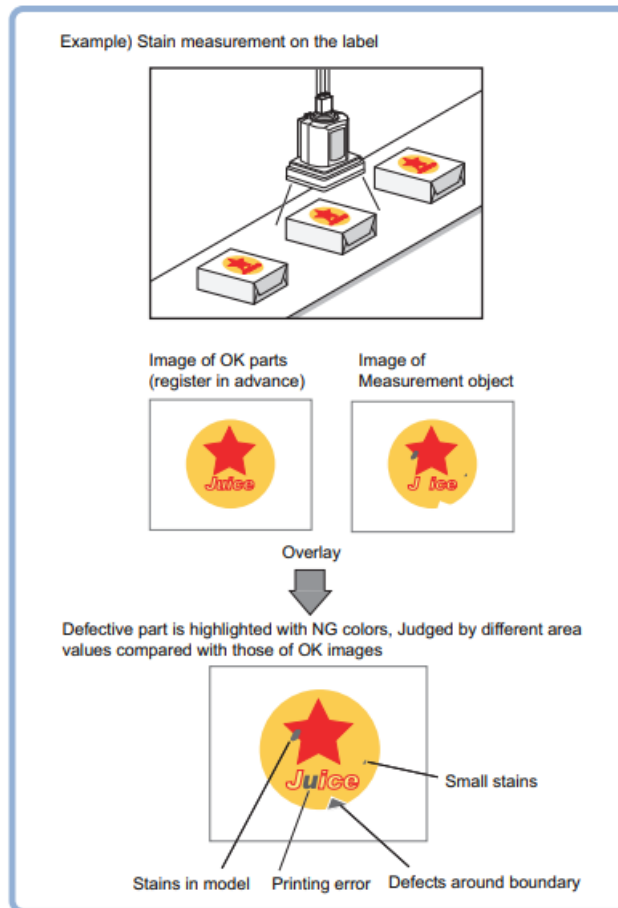 Example) Stain measurement on the label
Image of OK parts
(register in advance)
Image of
Measurement object
Juice
J ice
Overlay
Defective part is highlighted with NG colors, Judged by different area
values compared with those of OK images
Juice
Small stains
Stains in model
Printing error
Defects around boundary